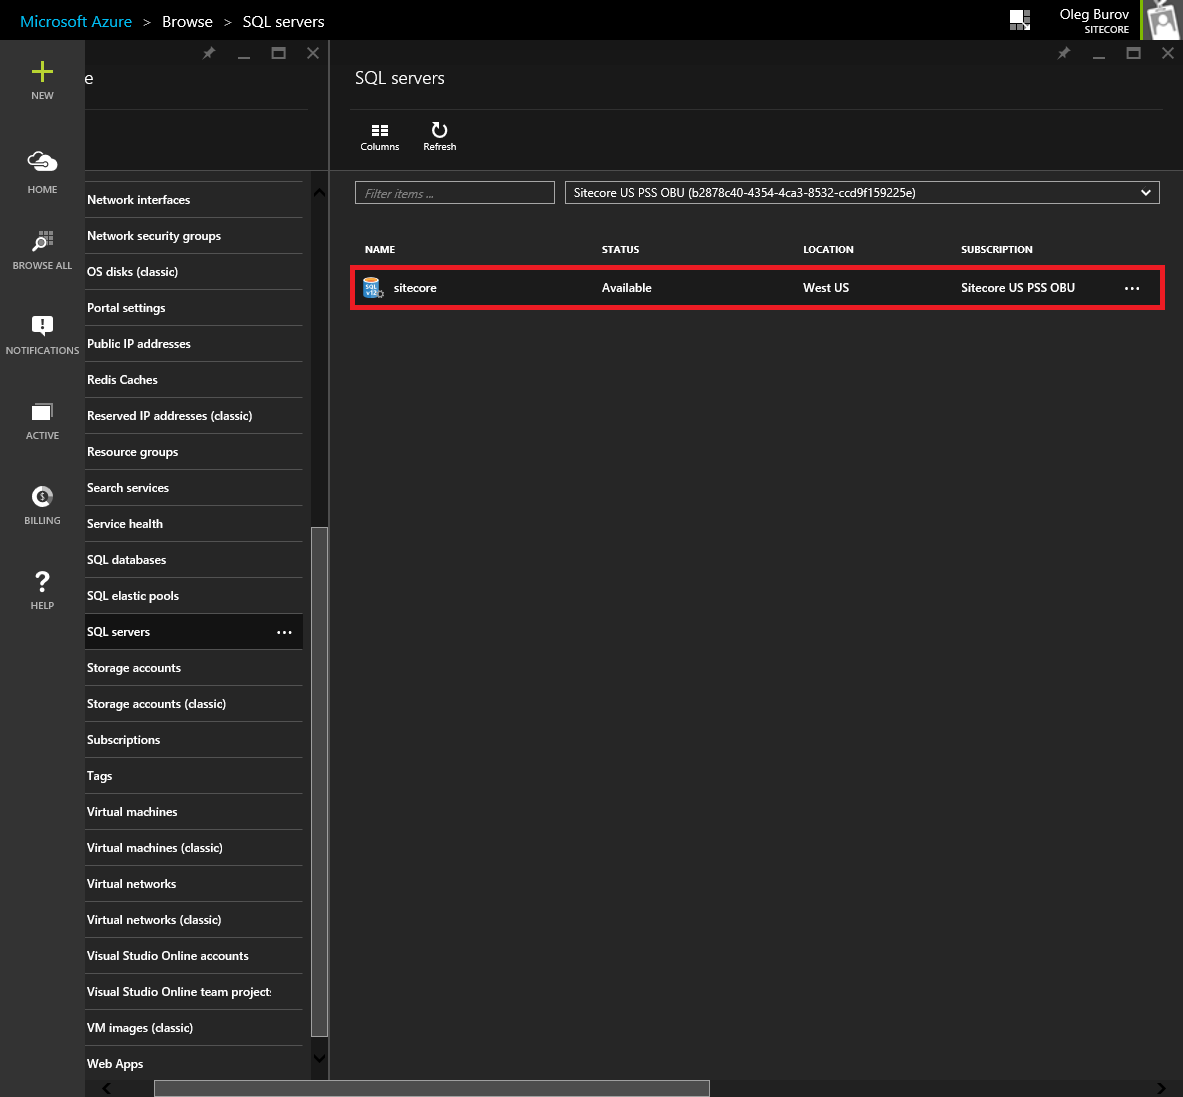 Microsoft Azure > Browse > SQL servers
Oleg Burov
SITECORE
NEW
HOME
BROWSE ALL
NOTIFICATIONS
ACTIVE
BILLING
HELP
e
Network interfaces
Network security groups
OS disks (classic)
Portal settings
Public IP addresses
Redis Caches
Reserved IP addresses (classic)
Resource groups
Search services
Service health
SQL databases
SQL elastic pools
SQL servers ...
Storage accounts
Storage accounts (classic)
Subscriptions
Tags
Virtual machines
Virtual machines (classic)
Virtual networks
Virtual networks (classic)
Visual Studio Online accounts
Visual Studio Online team projects
VM images (classic)
Web Apps
SQL servers
Columns Refresh
Filter items ... Sitecore US PSS OBU (b2878c40-4354-4ca3-8532-ccd9f159225e)
NAME STATUS LOCATION SUBSCRIPTION
SQL v12 sitecore Available West US Sitecore US PSS OBU ...